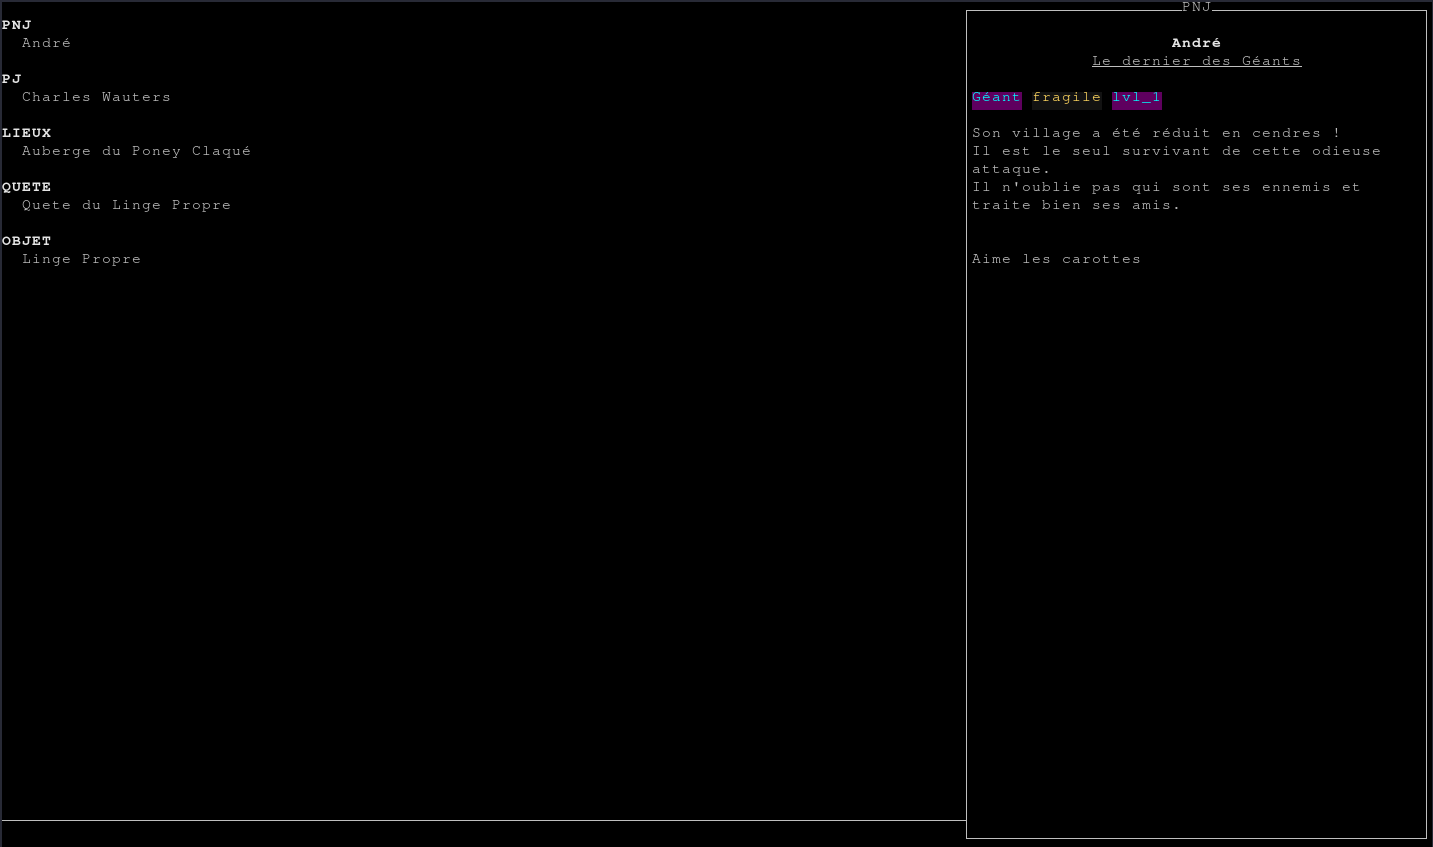 PNJ
André
PJ
Charles Wauters
LIEUX
Auberge du Poney Claqué
QUETE
Quete du Linge Propre
OBJET
Linge Propre
PNJ
André
Le dernier des Géants
Géant fragile lvl_1
Son village a été réduit en cendres !
Il est le seul survivant de cette odieuse
attaque.
Il n'oublie pas qui sont ses ennemis et
traite bien ses amis.
Aime les carottes